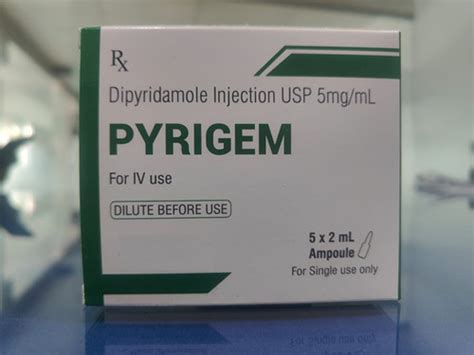 Rx
Dipyridamole Injection USP 5mg/mL
PYRIGEM
For IV use
DILUTE BEFORE USE
5 x 2 mL
Ampoule
For Single use only